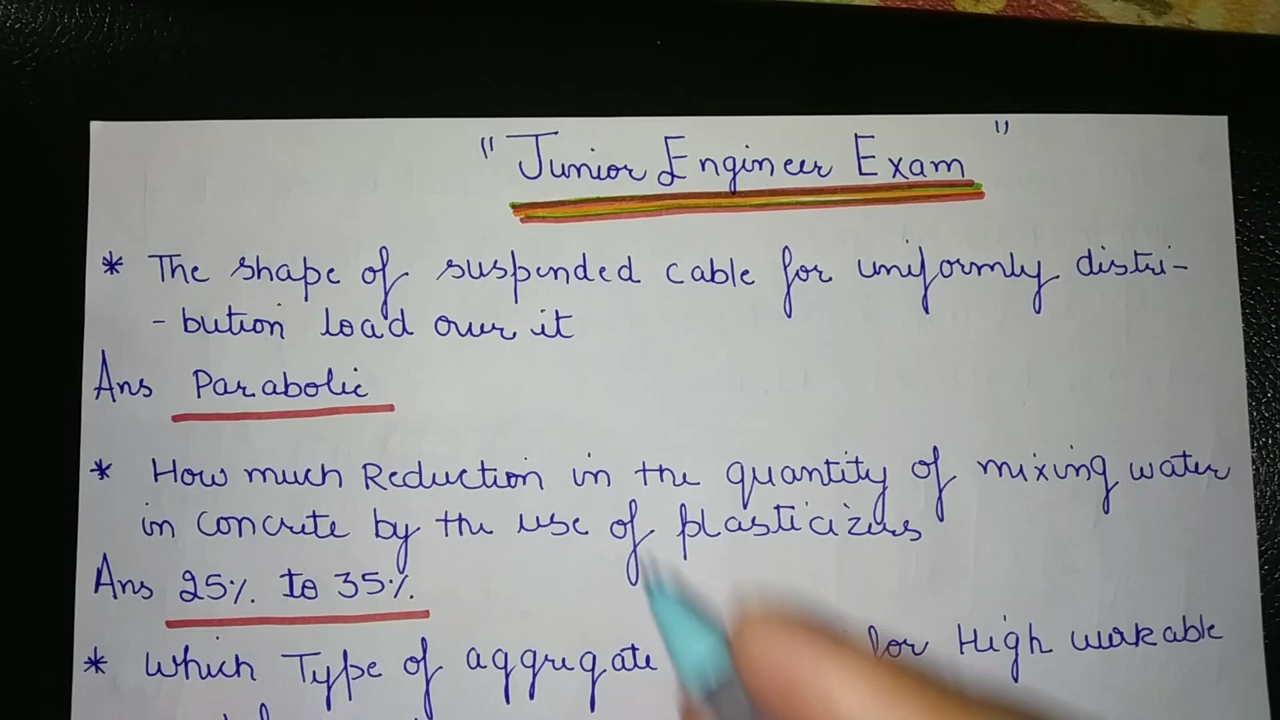 "Junior Engineer Exam"
* The shape of suspended cable for uniformly distri-
- bution load over it
Ans Parabolic
* How much Reduction in the quantity of mixing water
in concrete by the use of plasticizers
Ans 25% to 35%.
* Which Type of aggregate for High workable